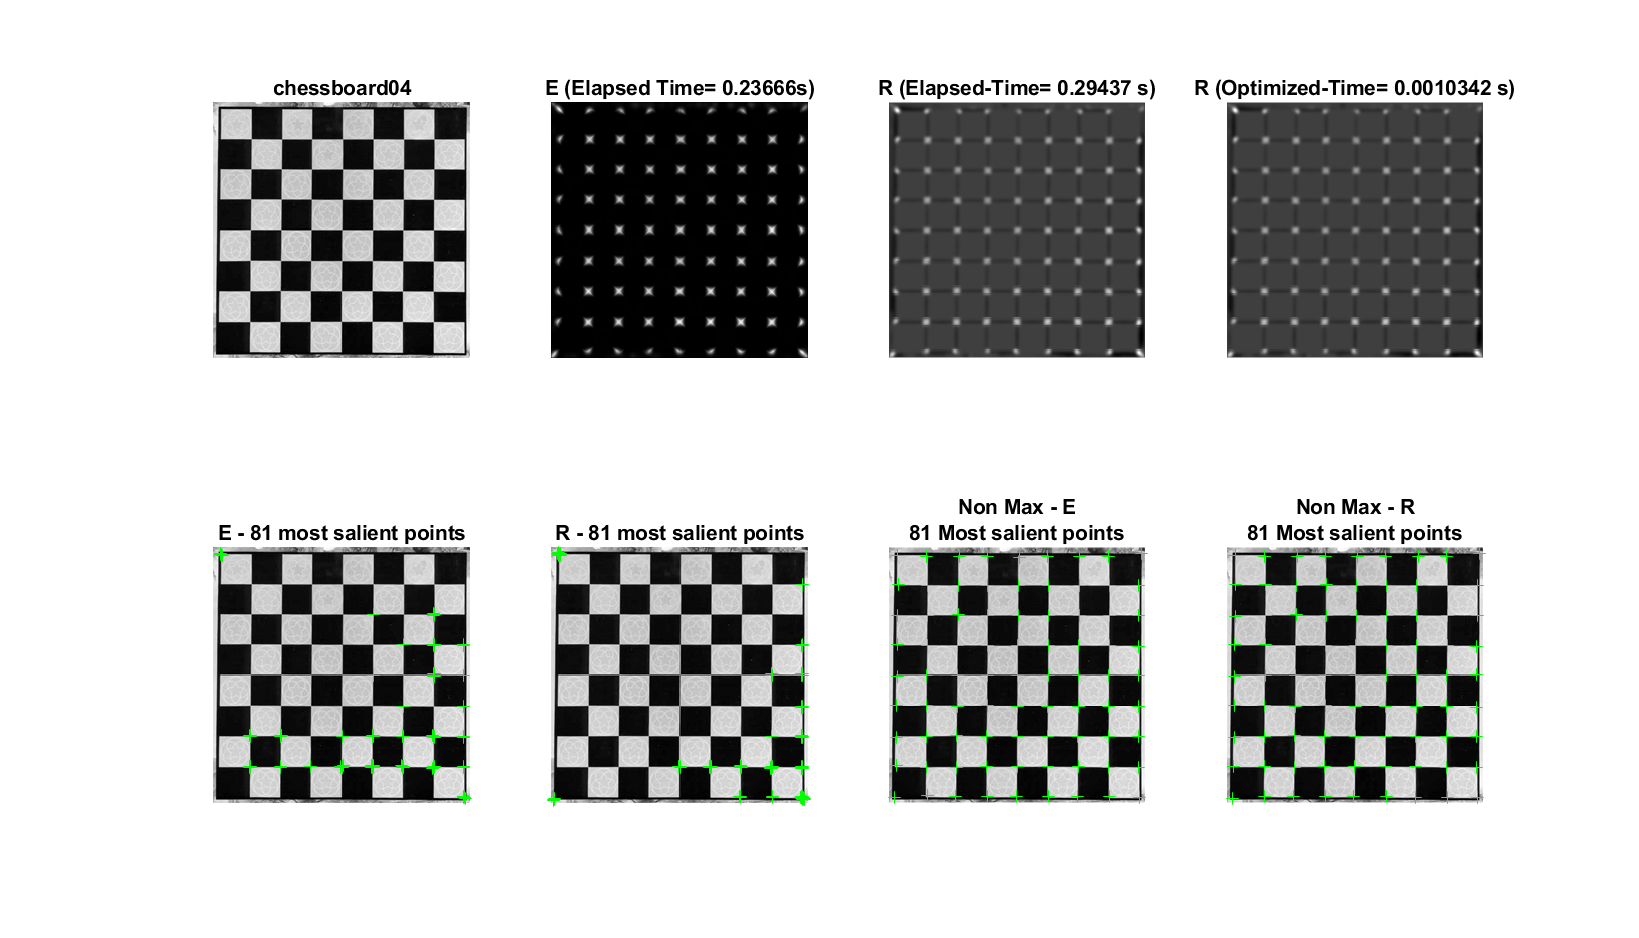 chessboard04
E (Elapsed Time= 0.23666s)
R (Elapsed-Time= 0.29437 s)
R (Optimized-Time= 0.0010342 s)
E - 81 most salient points
R - 81 most salient points
Non Max - E
81 Most salient points
Non Max - R
81 Most salient points